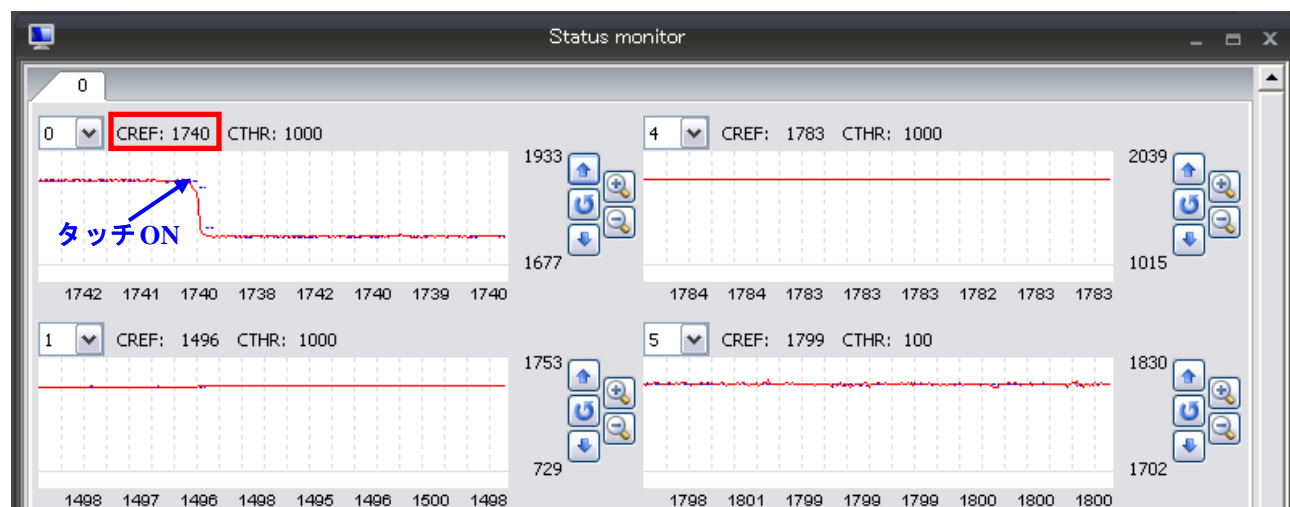 Status monitor
0
0 CREF: 1740 CTHR: 1000
1933
タッチON
1677
1742 1741 1740 1738 1742 1740 1739 1740
4 CREF: 1783 CTHR: 1000
2039
1015
1784 1784 1783 1783 1783 1782 1783 1783
1 CREF: 1496 CTHR: 1000
1753
729
1498 1497 1496 1498 1495 1496 1500 1498
5 CREF: 1799 CTHR: 100
1830
1702
1798 1801 1799 1799 1799 1800 1800 1800